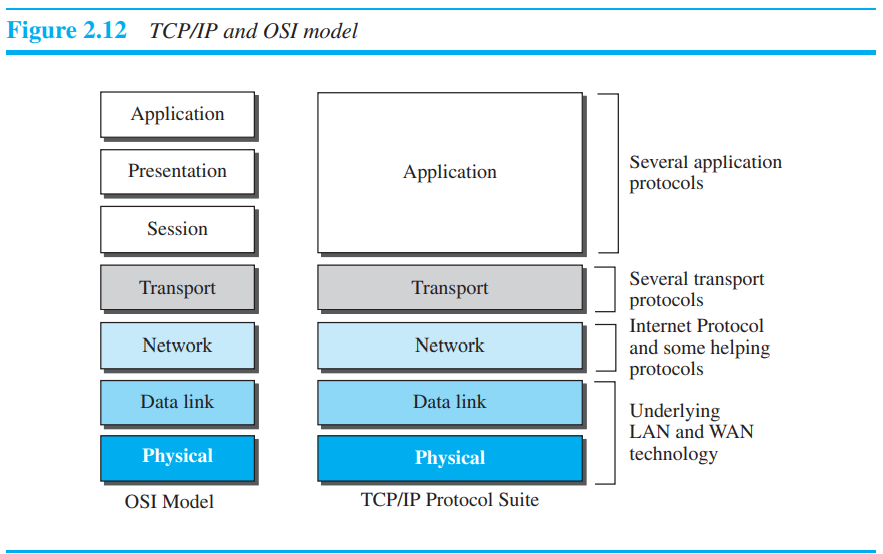 Figure 2.12 TCP/IP and OSI model
Application
Presentation
Session
Transport
Network
Data link
Physical
OSI Model
Application
Transport
Network
Data link
Physical
TCP/IP Protocol Suite
Several application
protocols
Several transport
protocols
Internet Protocol
and some helping
protocols
Underlying
LAN and WAN
technology